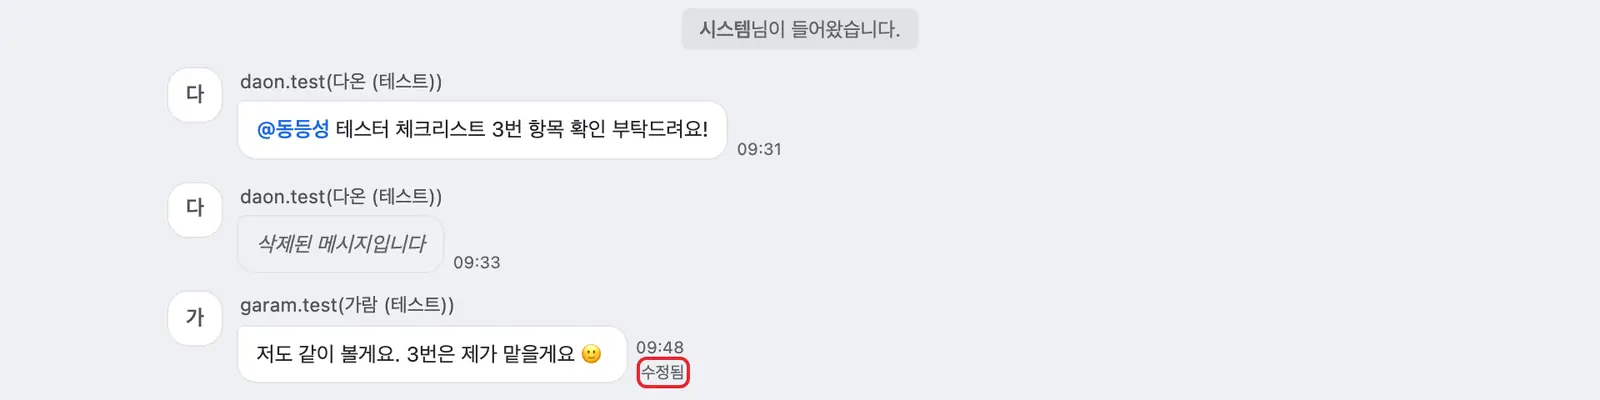 시스템님이 들어왔습니다.
다
daon.test(다온 (테스트))
@동등성 테스터 체크리스트 3번 항목 확인 부탁드려요!
09:31
다
daon.test(다온 (테스트))
삭제된 메시지입니다
09:33
가
garam.test(가람 (테스트))
저도 같이 볼게요. 3번은 제가 맡을게요 🙂
09:48
수정됨